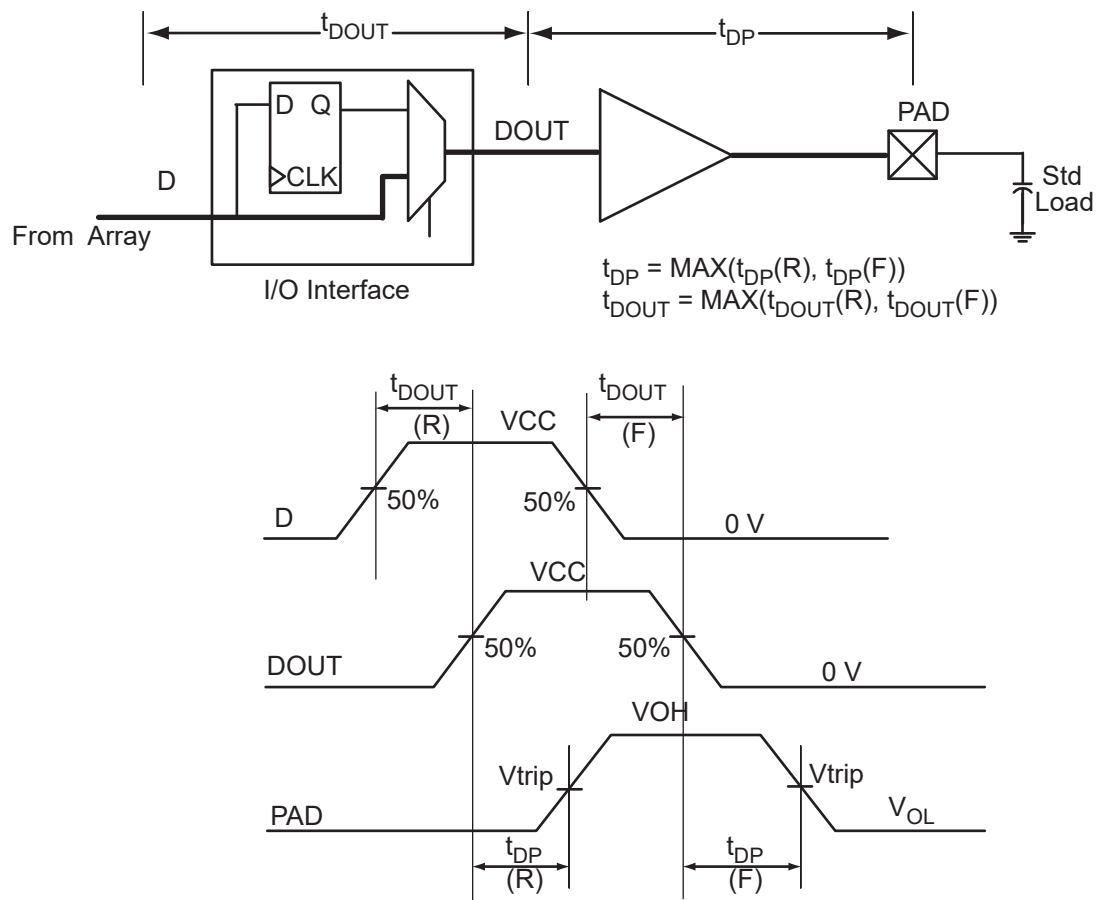 tDOUT
tDP
D Q
CLK
DOUT
PAD
D
From Array
Std
Load
I/O Interface
tDP = MAX(tDP(R), tDP(F))
tDOUT = MAX(tDOUT(R), tDOUT(F))
tDOUT
(R)
VCC
tDOUT
(F)
50%
50%
D
0 V
VCC
50%
50%
DOUT
0 V
VOH
Vtrip
Vtrip
PAD
VOL
tDP
(R)
tDP
(F)